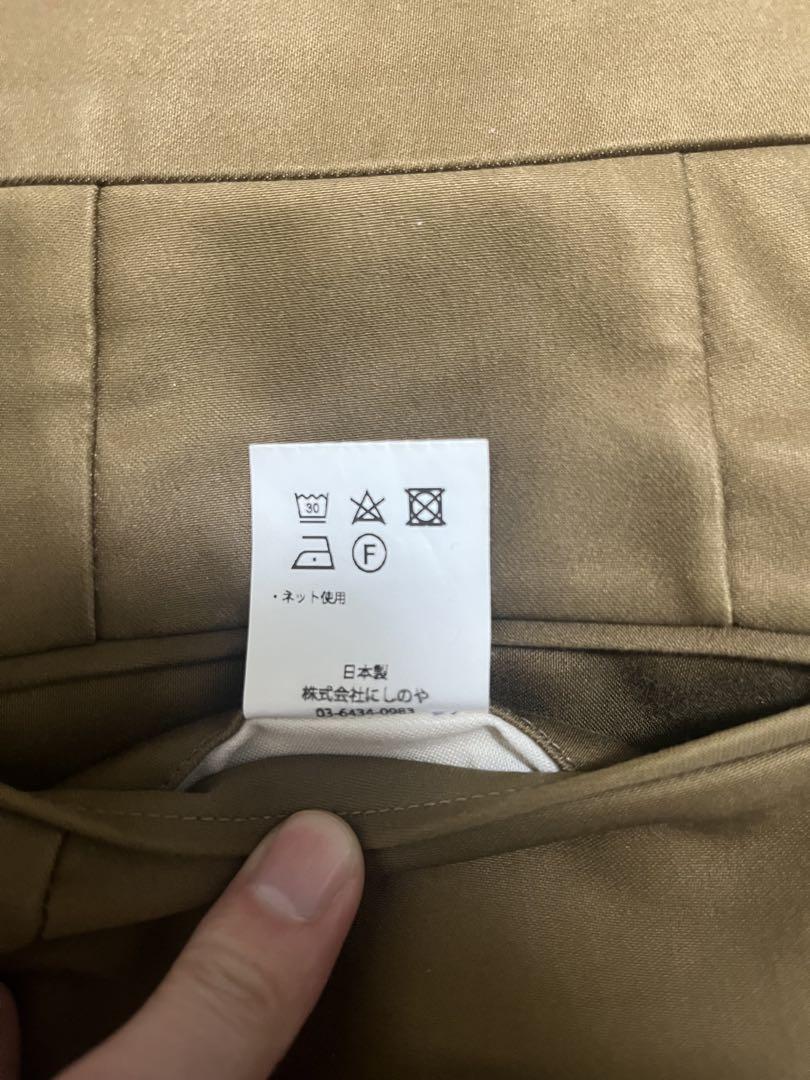 30
F
・ネット使用
日本製
株式会社にしのや
03-6434-0983